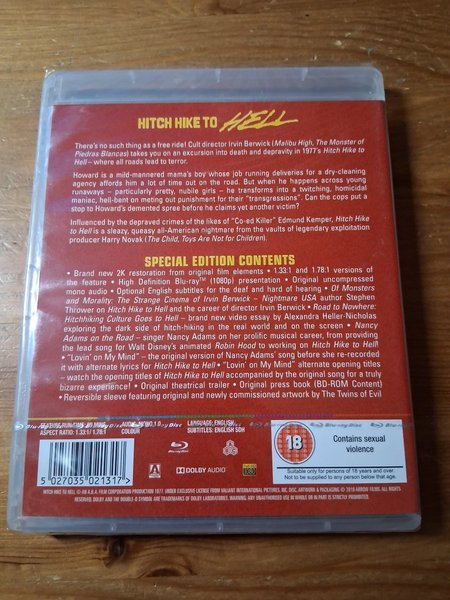 HITCH HIKE TO HELL
There's no such thing as a free ride! Cult director Irvin Berwick (Malibu High, The Monster of
Piedras Blancas) takes you on an excursion into death and depravity in 1977's Hitch Hike to
Hell – where all roads lead to terror.
Howard is a mild-mannered mama's boy whose job running deliveries for a dry-cleaning
agency affords him a lot of time out on the road. But when he happens across young
runaways – particularly pretty, nubile girls – he transforms into a twitching, homicidal
maniac, hell-bent on meting out punishment for their "transgressions". Can the cops put a
stop to Howard's demented spree before he claims yet another victim?
Influenced by the depraved crimes of the likes of "Co-ed Killer" Edmund Kemper, Hitch Hike
to Hell is a sleazy, queasy all-American nightmare from the vaults of legendary exploitation
producer Harry Novak (The Child, Toys Are Not for Children).
SPECIAL EDITION CONTENTS
• Brand new 2K restoration from original film elements • 1.33:1 and 1.78:1 versions of
the feature • High Definition Blu-ray™ (1080p) presentation • Original uncompressed
mono audio • Optional English subtitles for the deaf and hard of hearing • Of Monsters
and Morality: The Strange Cinema of Irvin Berwick – Nightmare USA author Stephen
Thrower on Hitch Hike to Hell and the career of director Irvin Berwick • Road to Nowhere:
Hitchhiking Culture Goes to Hell – brand new video essay by Alexandra Heller-Nicholas
exploring the dark side of hitch-hiking in the real world and on the screen • Nancy
Adams on the Road – singer Nancy Adams on her prolific music career, from providing
the lead song for Walt Disney's animated Robin Hood to working on Hitch Hike to Hell!
• "Lovin' on My Mind" – the original version of Nancy Adams' song before she re-recorded
it with alternate lyrics for Hitch Hike to Hell • "Lovin' on My Mind" alternate opening titles
– watch the opening titles of Hitch Hike to Hell accompanied by the original song for a truly
bizarre experience! • Original theatrical trailer • Original press book (BD-ROM Content)
• Reversible sleeve featuring original and newly commissioned artwork by The Twins of Evil
LANGUAGE: ENGLISH
ASPECT RATIO: 1.33:1/ 1.78:1 COLOUR SUBTITLES: ENGLISH SDH
5 027035 021317 >
Blu-ray Disc
ARROW
DOLBY AUDIO
18
Contains sexual
violence
Suitable only for persons of 18 years and over.
Not to be supplied to any person below that age.
HITCH HIKE TO HELL